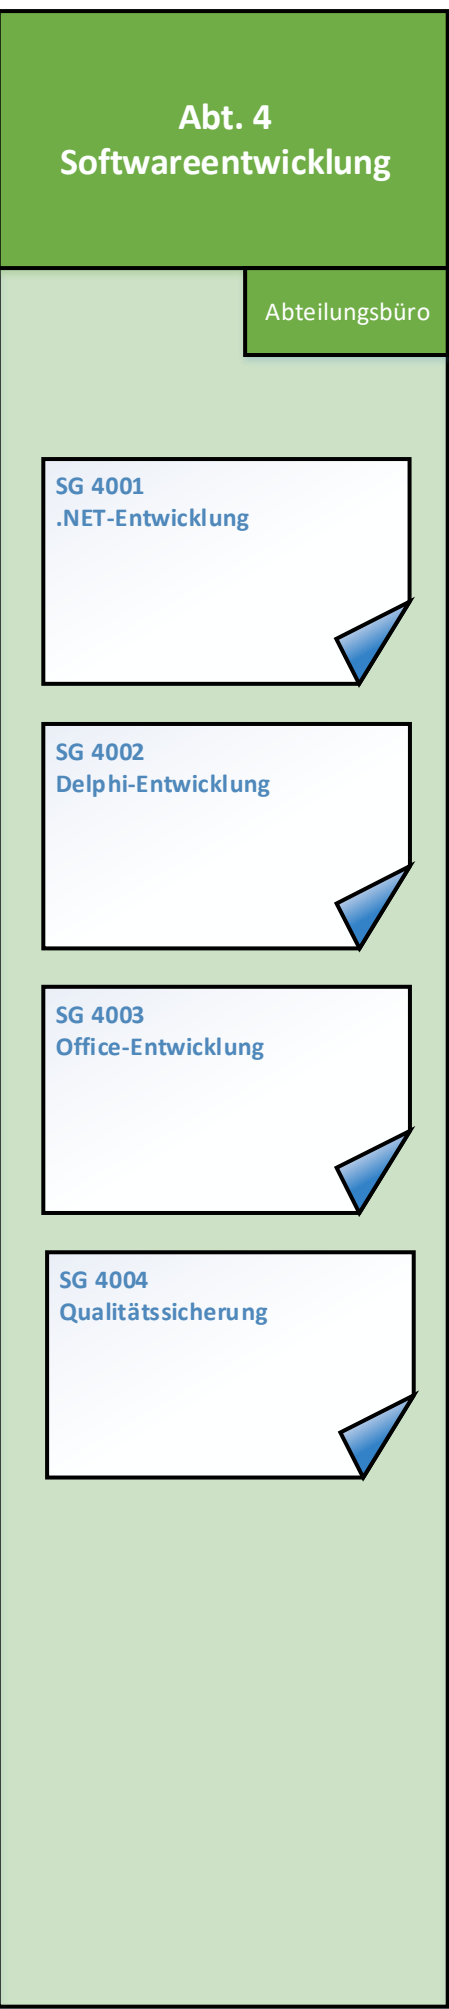 Abt. 4
Softwareentwicklung
Abteilungsbüro
SG 4001
.NET-Entwicklung
SG 4002
Delphi-Entwicklung
SG 4003
Office-Entwicklung
SG 4004
Qualitätssicherung